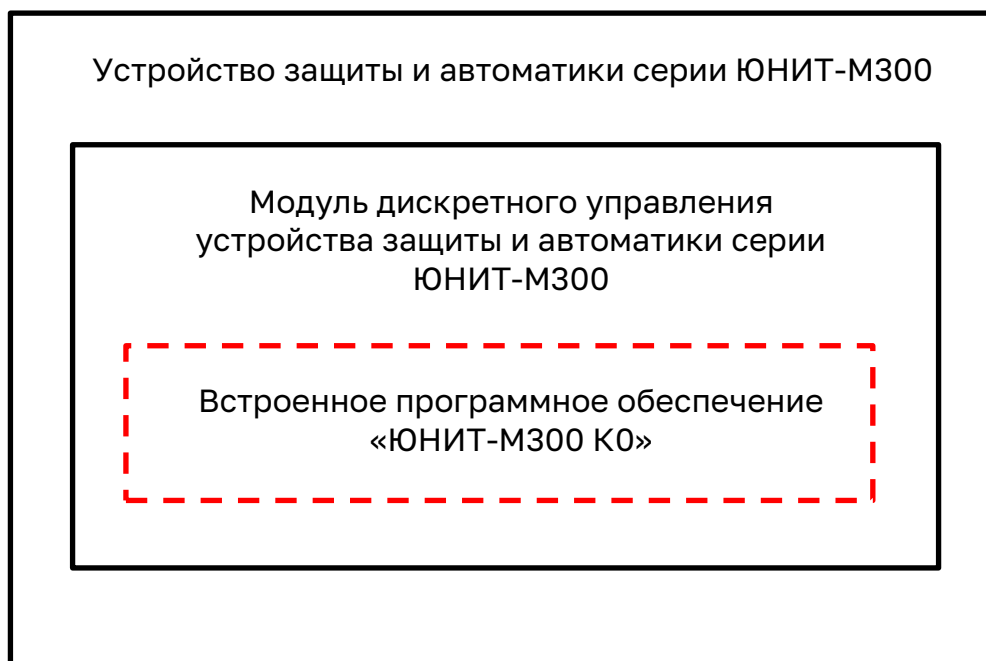 Устройство защиты и автоматики серии ЮНИТ-М300
Модуль дискретного управления
устройства защиты и автоматики серии
ЮНИТ-М300
Встроенное программное обеспечение
«ЮНИТ-М300 К0»